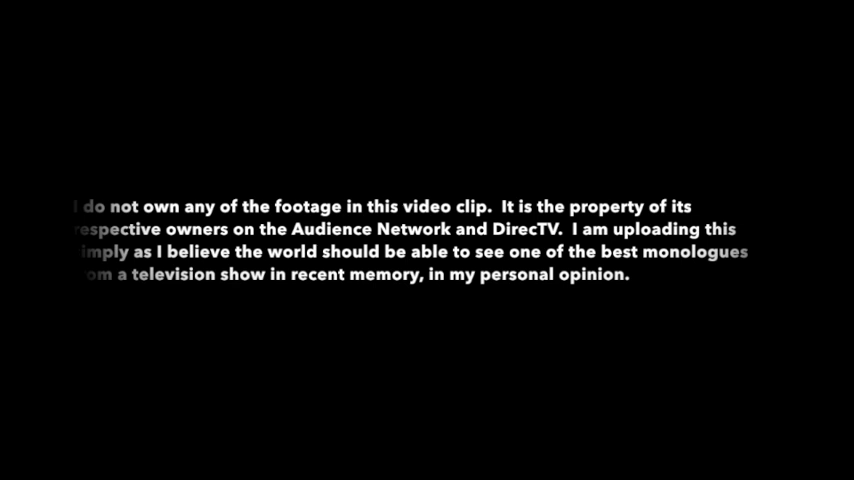 I do not own any of the footage in this video clip.  It is the property of its
respective owners on the Audience Network and DirecTV.  I am uploading this
simply as I believe the world should be able to see one of the best monologues
from a television show in recent memory, in my personal opinion.